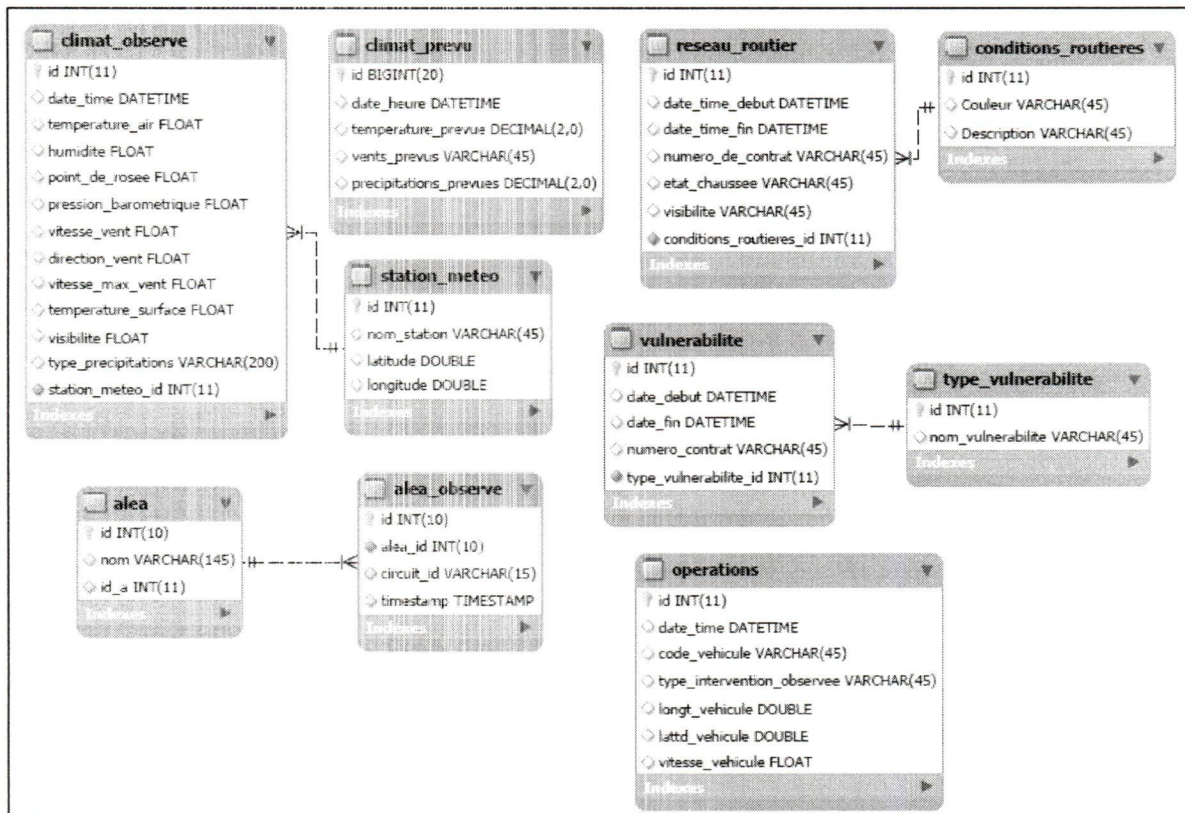 climat_observe
id INT(11)
date_time DATETIME
temperature_air FLOAT
humidite FLOAT
point_de_rosee FLOAT
pression_barometrique FLOAT
vitesse_vent FLOAT
direction_vent FLOAT
vitesse_max_vent FLOAT
temperature_surface FLOAT
visibilite FLOAT
type_precipitations VARCHAR(200)
station_meteo_id INT(11)
Indexes
climat_prevu
id BIGINT(20)
date_heure DATETIME
temperature_prevue DECIMAL(2,0)
vents_prevus VARCHAR(45)
precipitations_prevues DECIMAL(2,0)
Indexes
station_meteo
id INT(11)
nom_station VARCHAR(45)
latitude DOUBLE
longitude DOUBLE
Indexes
reseau_routier
id INT(11)
date_time_debut DATETIME
date_time_fin DATETIME
numero_de_contrat VARCHAR(45)
etat_chaussee VARCHAR(45)
visibilite VARCHAR(45)
conditions_routieres_id INT(11)
Indexes
conditions_routieres
id INT(11)
Couleur VARCHAR(45)
Description VARCHAR(45)
Indexes
vulnerabilite
id INT(11)
date_debut DATETIME
date_fin DATETIME
numero_contrat VARCHAR(45)
type_vulnerabilite_id INT(11)
Indexes
type_vulnerabilite
id INT(11)
nom_vulnerabilite VARCHAR(45)
Indexes
alea
id INT(10)
nom VARCHAR(145)
id_a INT(11)
Indexes
alea_observe
id INT(10)
alea_id INT(10)
circuit_id VARCHAR(15)
timestamp TIMESTAMP
Indexes
operations
id INT(11)
date_time DATETIME
code_vehicule VARCHAR(45)
type_intervention_observee VARCHAR(45)
longt_vehicule DOUBLE
lattd_vehicule DOUBLE
vitesse_vehicule FLOAT
Indexes